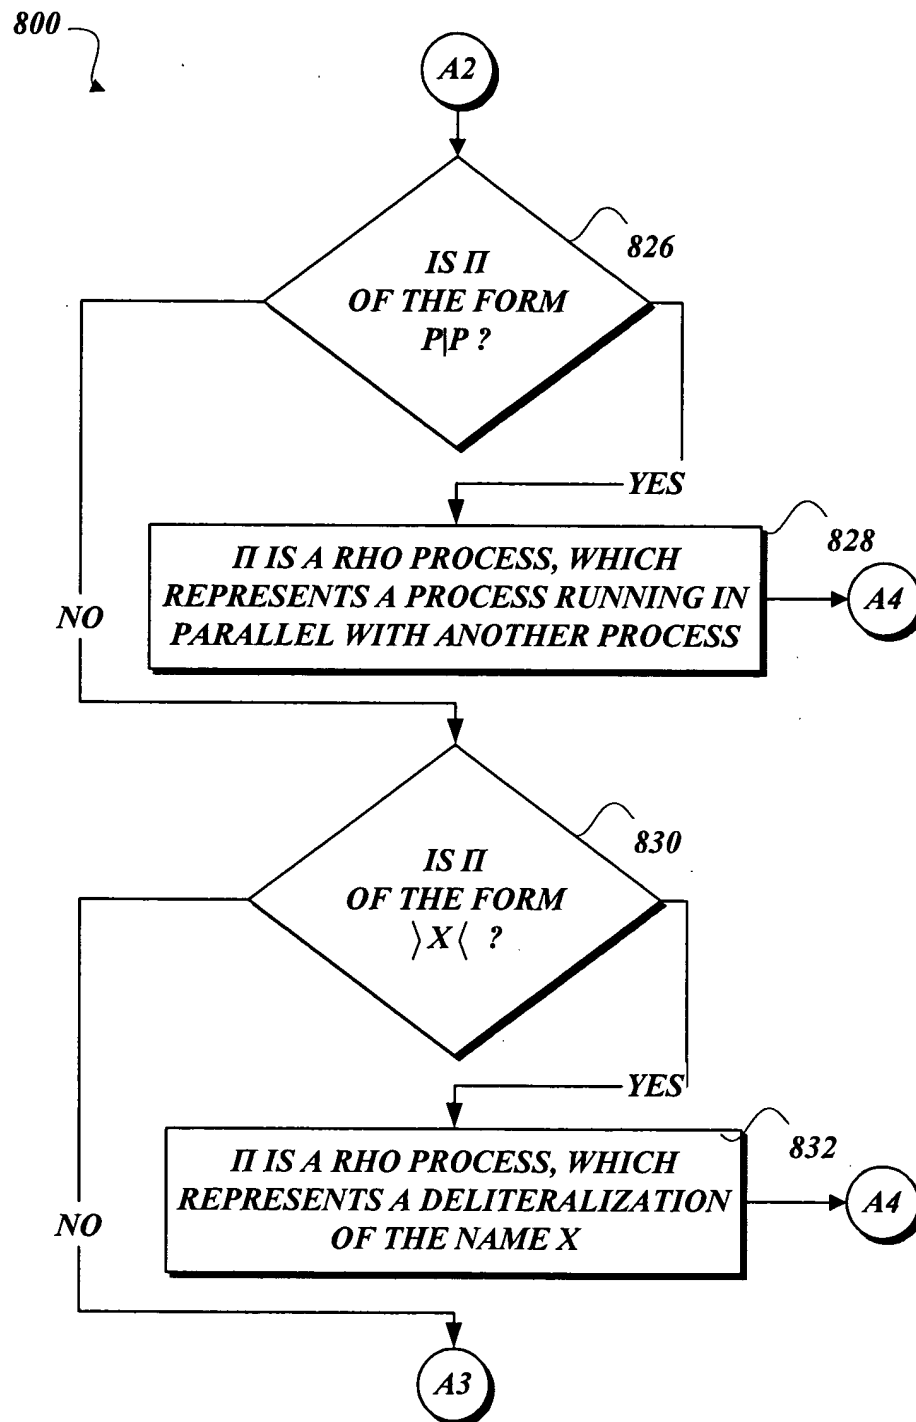 800
A2
826
IS Π
OF THE FORM
P|P ?
YES
828
Π IS A RHO PROCESS, WHICH
REPRESENTS A PROCESS RUNNING IN
PARALLEL WITH ANOTHER PROCESS
A4
NO
830
IS Π
OF THE FORM
⟩X⟨ ?
YES
832
Π IS A RHO PROCESS, WHICH
REPRESENTS A DELITERALIZATION
OF THE NAME X
A4
NO
A3